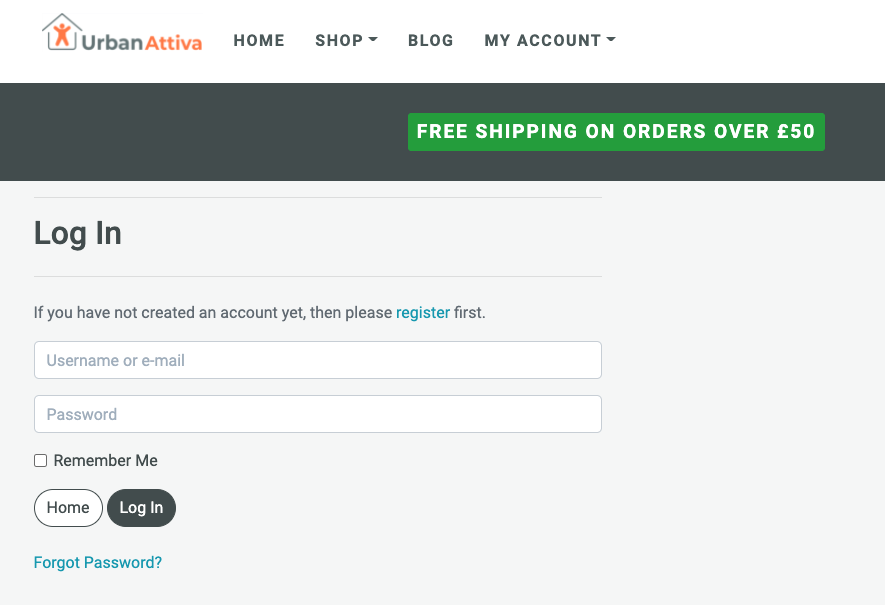 UrbanAttiva
HOME SHOP BLOG MY ACCOUNT
FREE SHIPPING ON ORDERS OVER £50
Log In
If you have not created an account yet, then please register first.
Username or e-mail
Password
Remember Me
Home Log In
Forgot Password?